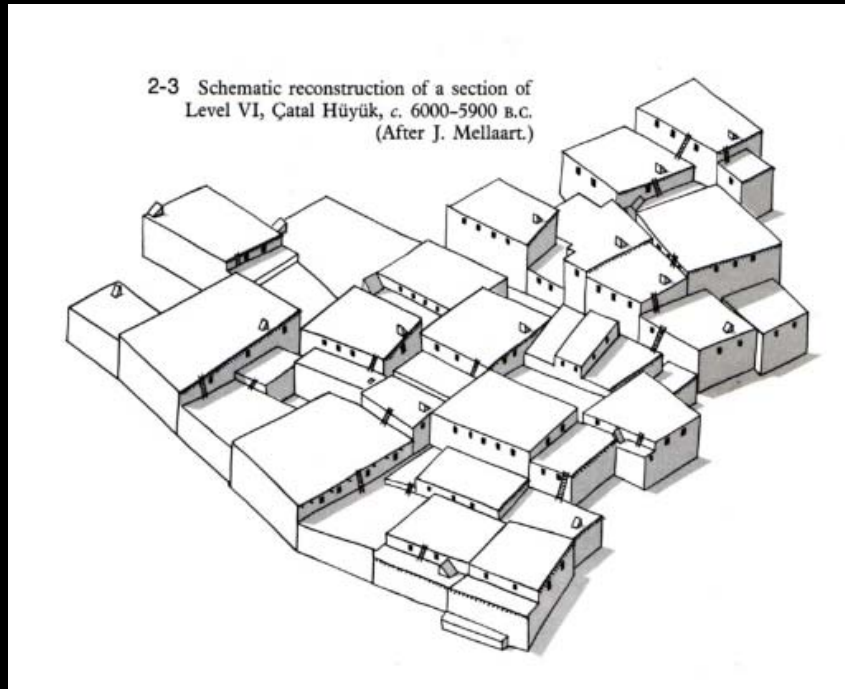 2-3 Schematic reconstruction of a section of
Level VI, Çatal Hüyük, c. 6000–5900 B.C.
(After J. Mellaart.)